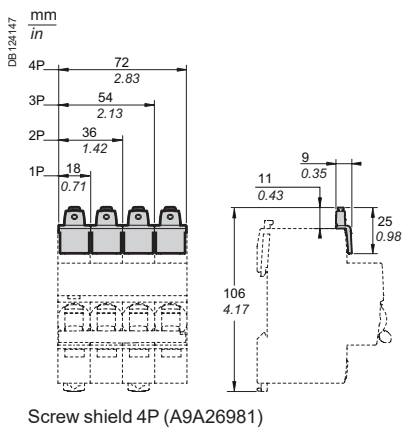 DB124147
mm
in
4P 72
2.83
3P 54
2.13
2P 36
1.42
1P 18
0.71
9
0.35
11
0.43
25
0.98
106
4.17
Screw shield 4P (A9A26981)